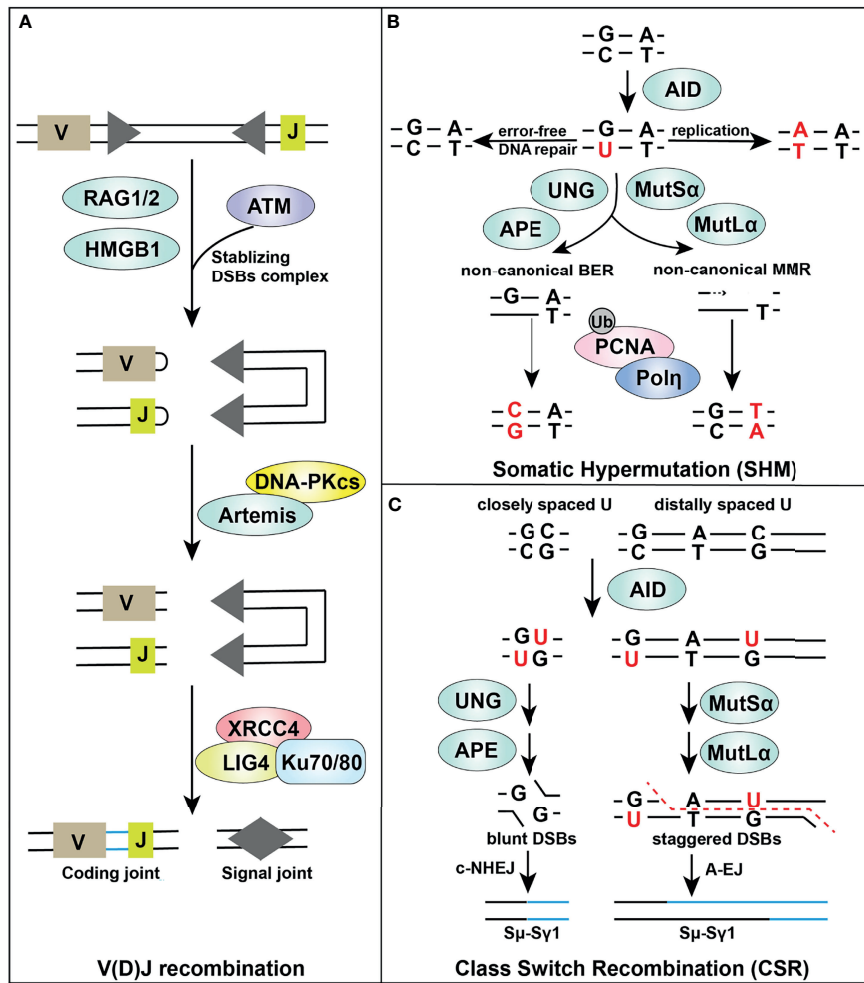 A
V
J
RAG1/2
ATM
HMGB1
Stablizing
DSBs complex
V
J
DNA-PKcs
Artemis
V
J
XRCC4
LIG4
Ku70/80
V
J
Coding joint
Signal joint
V(D)J recombination
B
G A
C T
AID
G A
C T
error-free
DNA repair
G A
U T
replication
A A
T T
UNG
MutSα
APE
MutLα
non-canonical BER
non-canonical MMR
G A
T
T
Ub
PCNA
Polη
C A
G T
G T
C A
Somatic Hypermutation (SHM)
C
closely spaced U
distally spaced U
GC
CG
G A C
C T G
AID
GU
UG
G A U
U T G
UNG
MutSα
APE
MutLα
G
G
G A U
U T G
blunt DSBs
staggered DSBs
c-NHEJ
A-EJ
Sμ-Sγ1
Sμ-Sγ1
Class Switch Recombination (CSR)